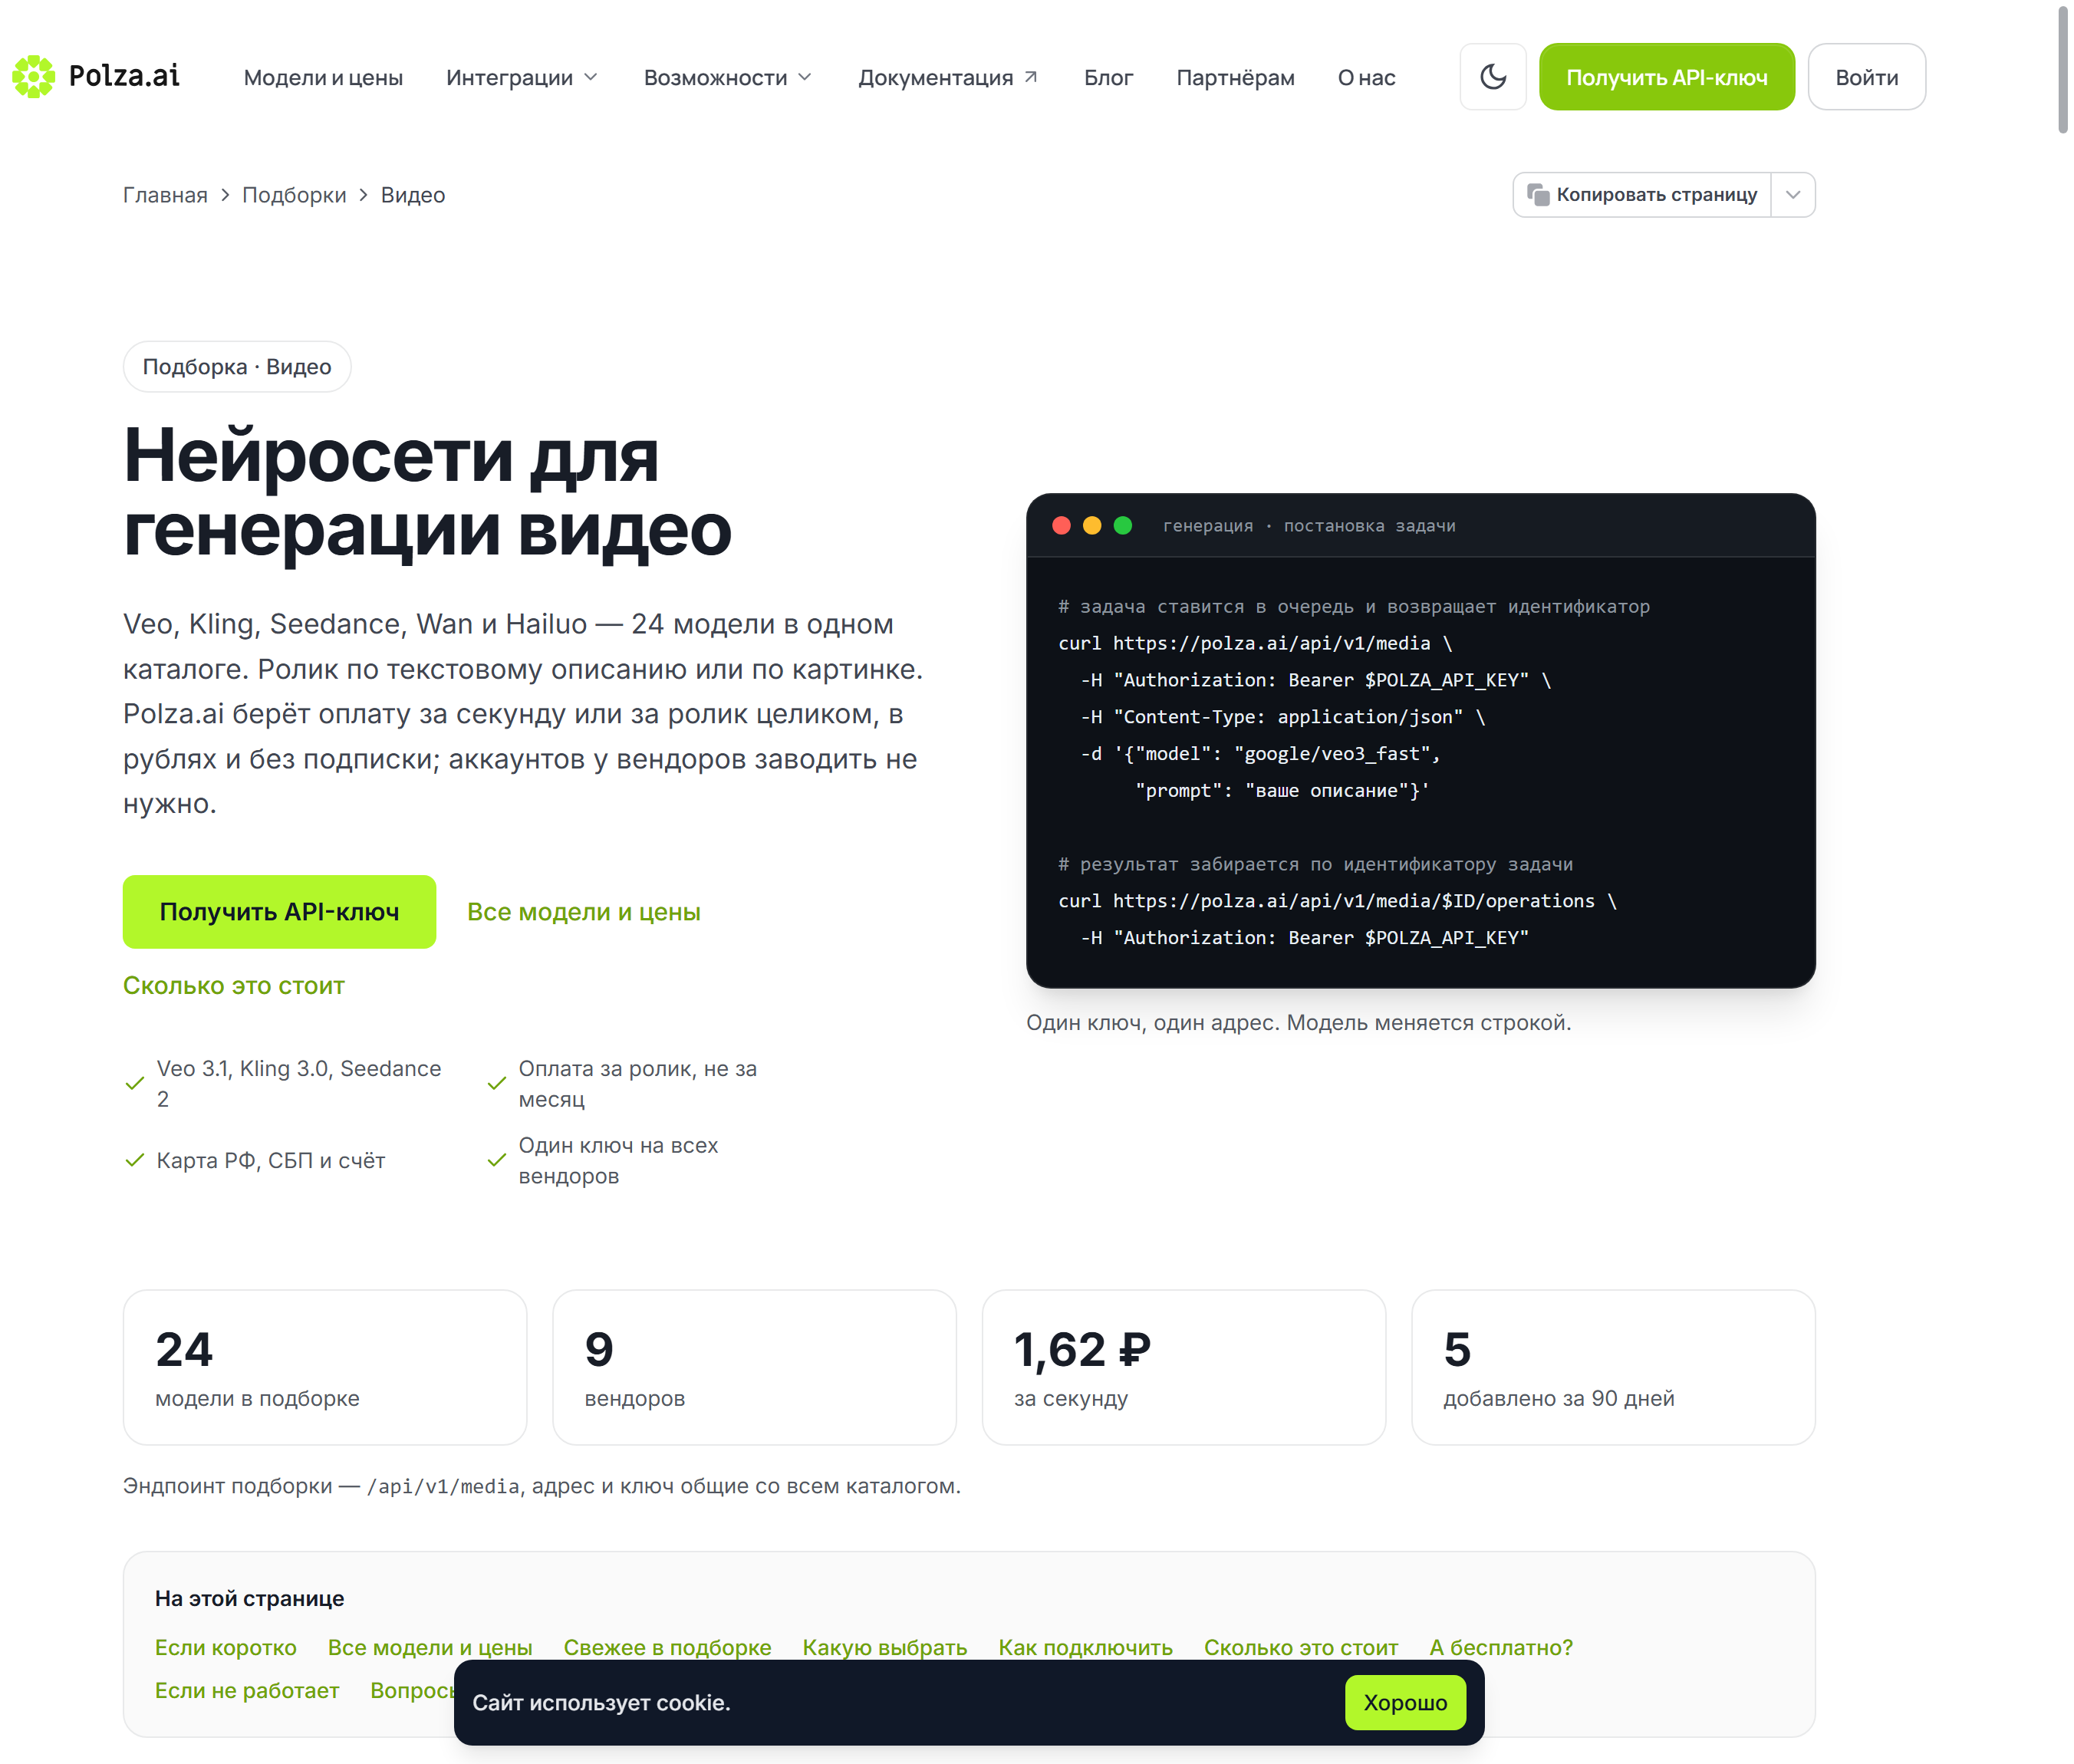 Polza.ai
Модели и цены
Интеграции
Возможности
Документация
Блог
Партнёрам
О нас
Получить API-ключ
Войти
Главная > Подборки > Видео
Копировать страницу
Подборка · Видео
Нейросети для
генерации видео
Veo, Kling, Seedance, Wan и Hailuo — 24 модели в одном
каталоге. Ролик по текстовому описанию или по картинке.
Polza.ai берёт оплату за секунду или за ролик целиком, в
рублях и без подписки; аккаунтов у вендоров заводить не
нужно.
Получить API-ключ
Все модели и цены
Сколько это стоит
Veo 3.1, Kling 3.0, Seedance
2
Оплата за ролик, не за
месяц
Карта РФ, СБП и счёт
Один ключ на всех
вендоров
генерация · постановка задачи
# задача ставится в очередь и возвращает идентификатор
curl https://polza.ai/api/v1/media \
-H "Authorization: Bearer $POLZA_API_KEY" \
-H "Content-Type: application/json" \
-d '{"model": "google/veo3_fast",
"prompt": "ваше описание"}'
# результат забирается по идентификатору задачи
curl https://polza.ai/api/v1/media/$ID/operations \
-H "Authorization: Bearer $POLZA_API_KEY"
Один ключ, один адрес. Модель меняется строкой.
24
модели в подборке
9
вендоров
1,62 ₽
за секунду
5
добавлено за 90 дней
Эндпоинт подборки — /api/v1/media, адрес и ключ общие со всем каталогом.
На этой странице
Если коротко
Все модели и цены
Свежее в подборке
Какую выбрать
Как подключить
Сколько это стоит
А бесплатно?
Если не работает
Сайт использует cookie.
Хорошо